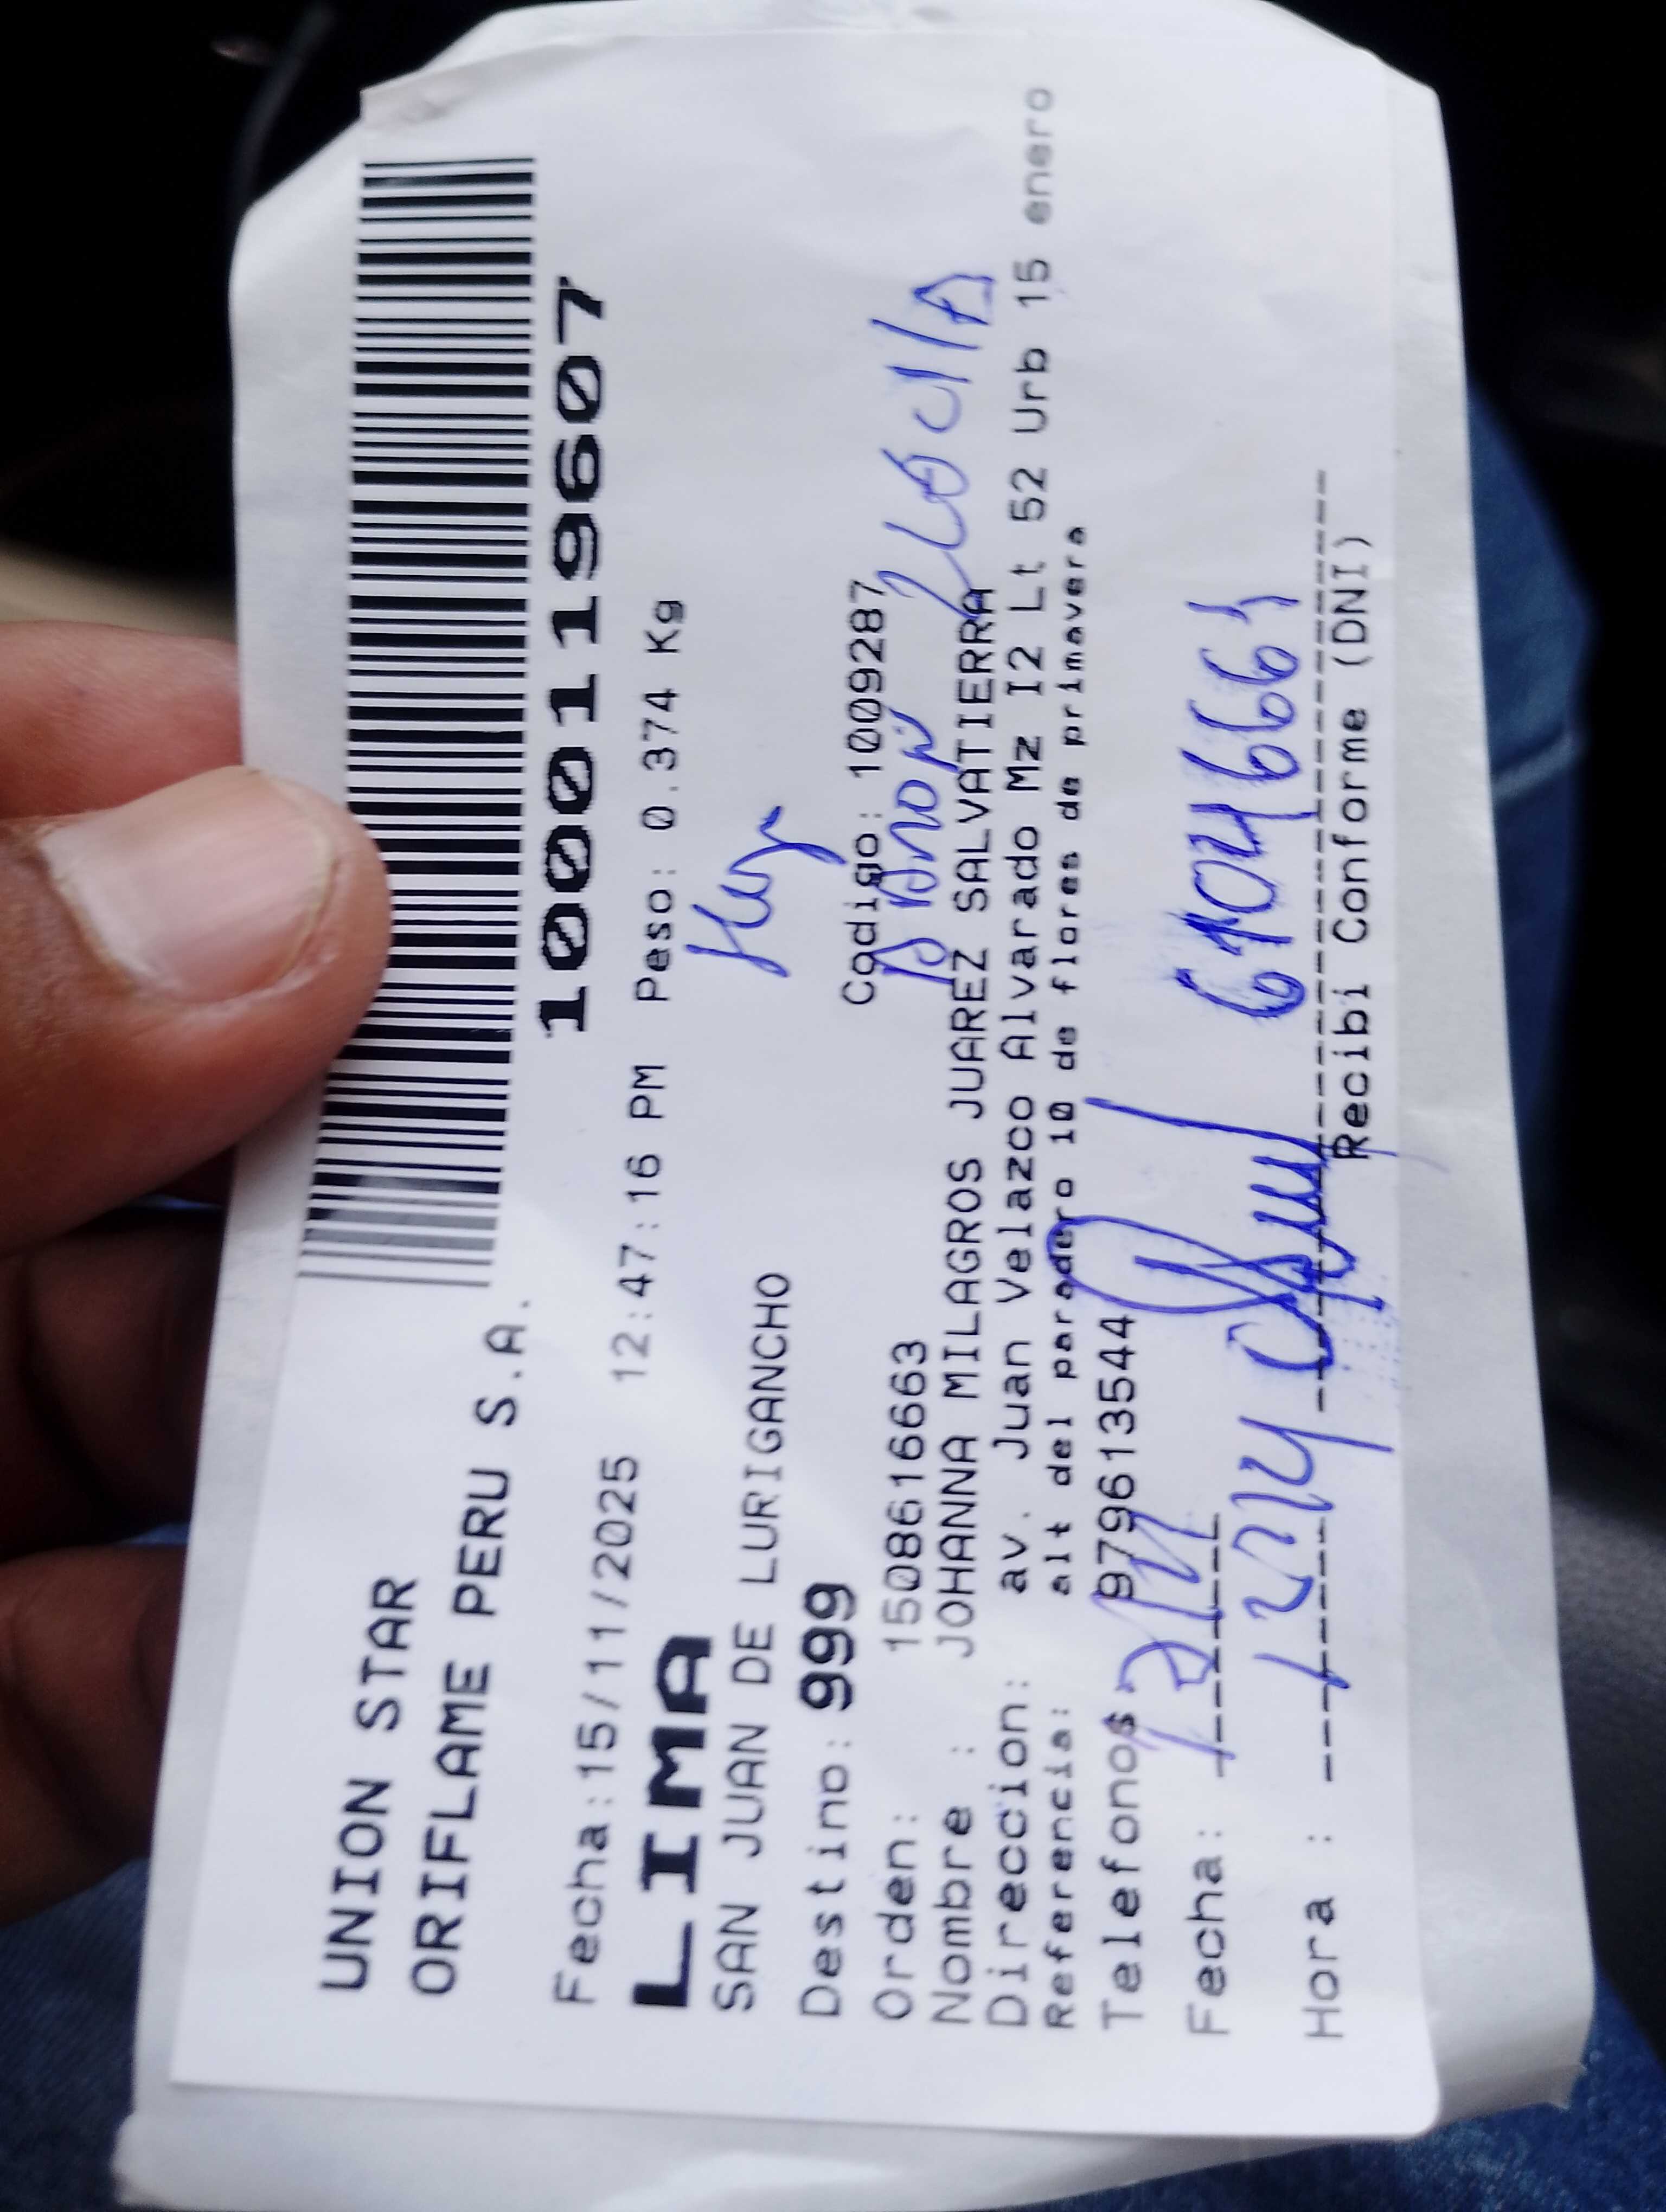 UNION STAR
ORIFLAME PERU S.A.
10001119607
Fecha:15/11/2025 12:47:16 PM Peso: 0.374 Kg
LIMA
SAN JUAN DE LURIGANCHO
Destino: 999
Codigo: 1009287
Orden: 1508616663
Nombre : JOHANNA MILAGROS JUAREZ SALVATIERRA
Direccion: av. Juan Velazco Alvarado Mz I2 Lt 52 Urb 15 enero
Referencia: alt del paradero 10 de flores de primavera
Telefonos 979613544
Fecha:
Hora :
Recibi Conforme (DNI)